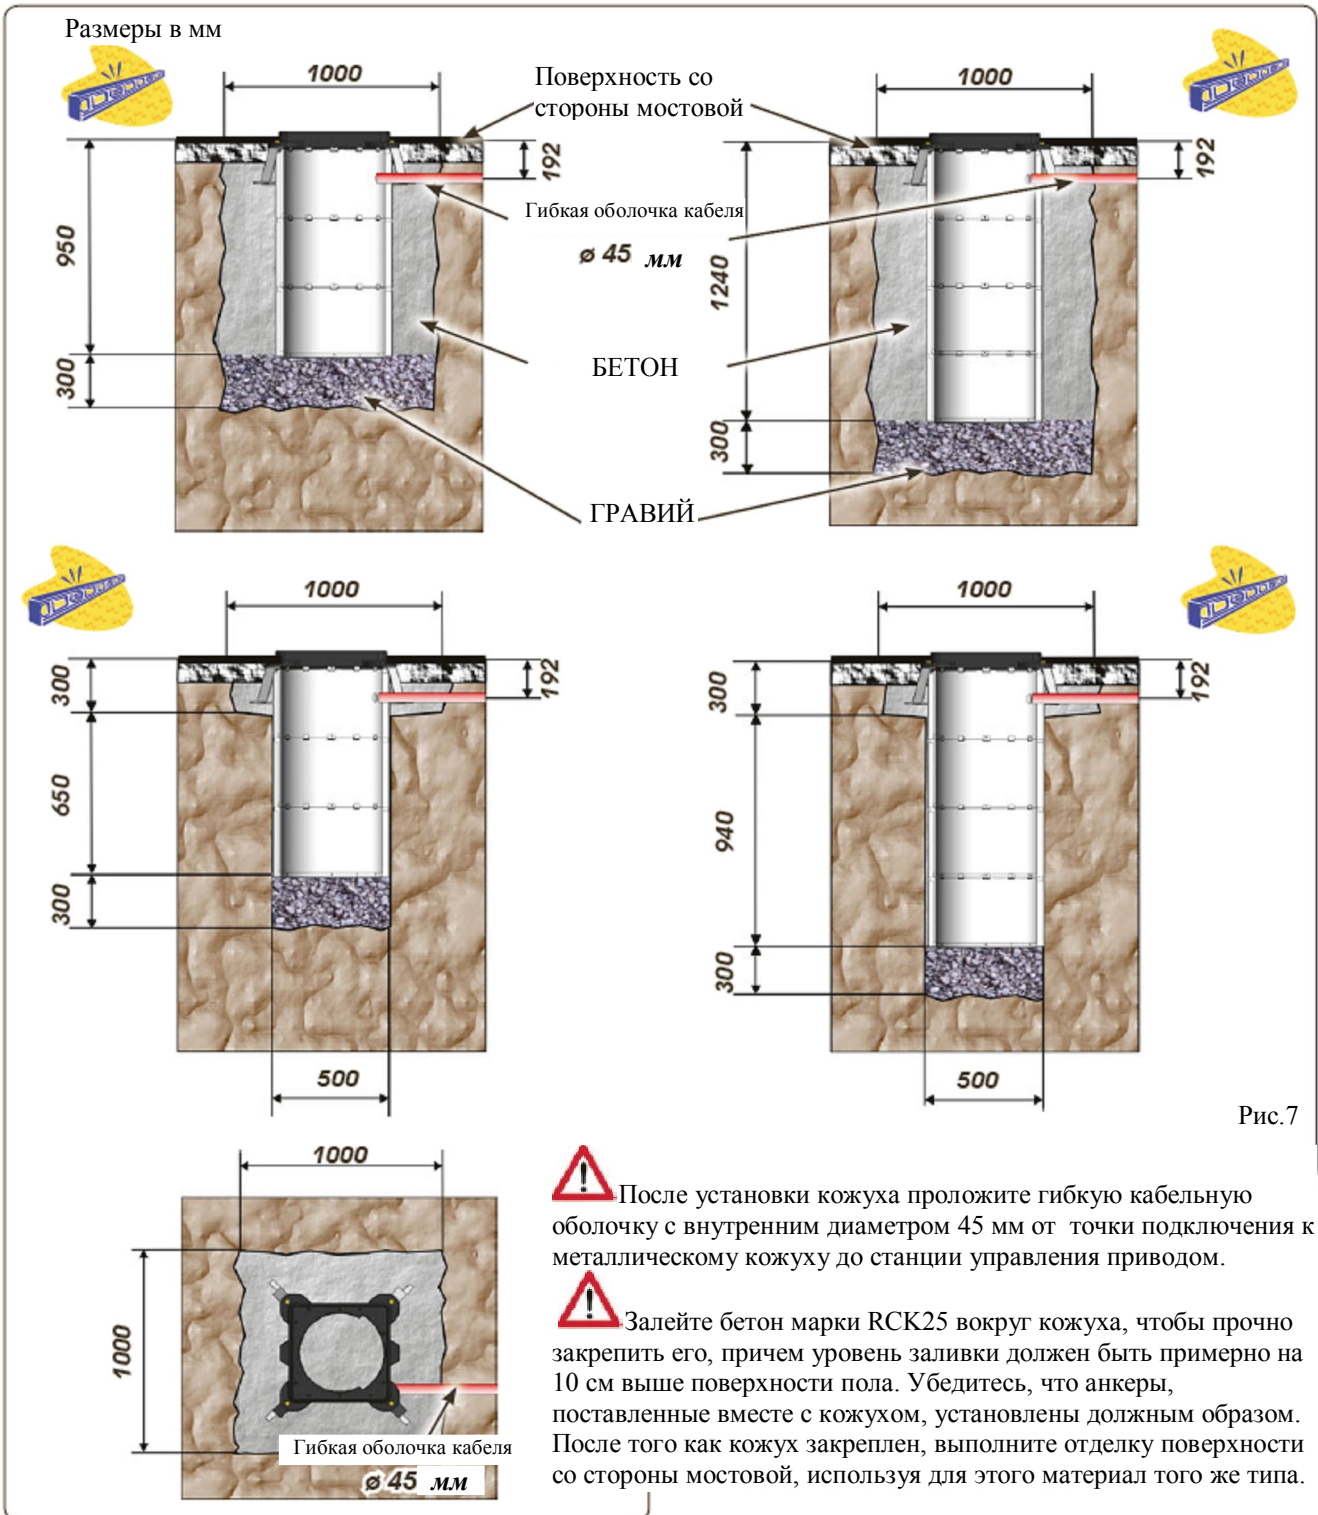 Размеры в мм
1000
Поверхность со
стороны мостовой
1000
192
192
950
Гибкая оболочка кабеля
ø 45 мм
1240
300
БЕТОН
300
ГРАВИЙ
1000
1000
300
192
300
192
650
940
300
300
500
500
Рис.7
1000
После установки кожуха проложите гибкую кабельную
оболочку с внутренним диаметром 45 мм от точки подключения к
металлическому кожуху до станции управления приводом.
1000
Залейте бетон марки RCK25 вокруг кожуха, чтобы прочно
закрепить его, причем уровень заливки должен быть примерно на
10 см выше поверхности пола. Убедитесь, что анкеры,
поставленные вместе с кожухом, установлены должным образом.
После того как кожух закреплен, выполните отделку поверхности
со стороны мостовой, используя для этого материал того же типа.
Гибкая оболочка кабеля
ø 45 мм